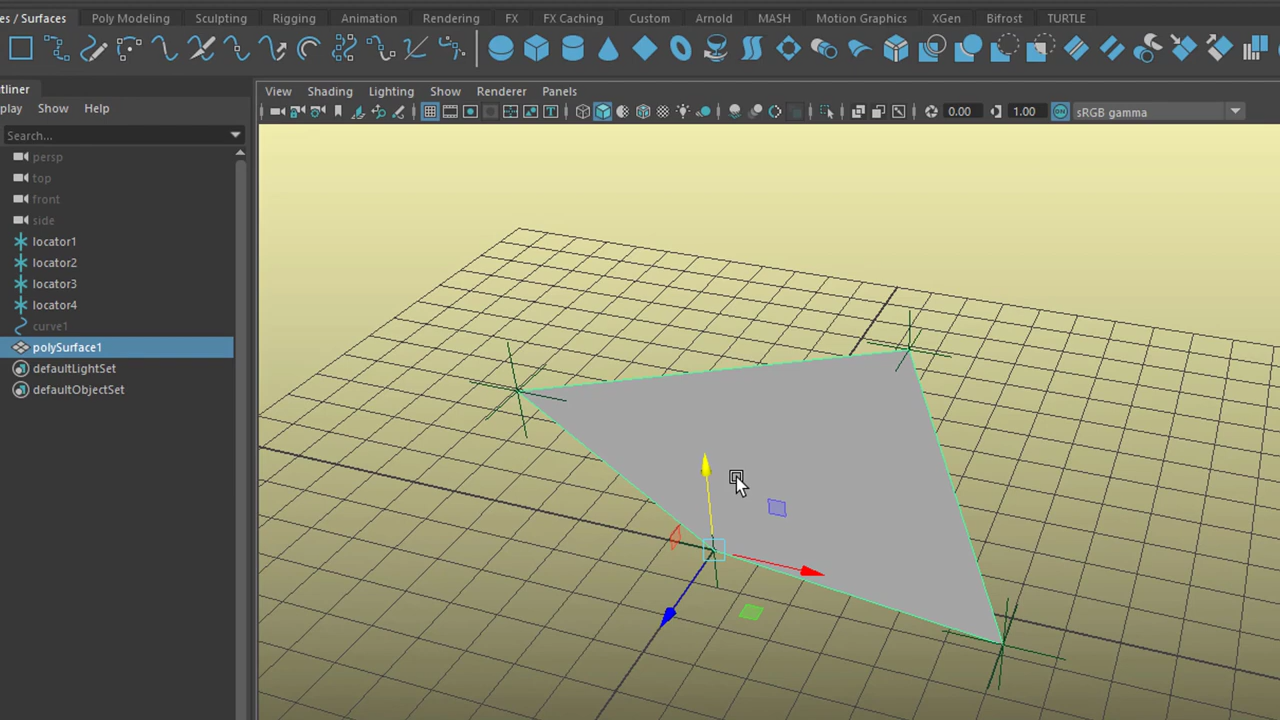 es / Surfaces Poly Modeling Sculpting Rigging Animation Rendering FX FX Caching Custom Arnold MASH Motion Graphics XGen Bifrost TURTLE
utliner
play Show Help
View Shading Lighting Show Renderer Panels
0.00 1.00 ON sRGB gamma
Search...
persp
top
front
side
locator1
locator2
locator3
locator4
curve1
polySurface1
defaultLightSet
defaultObjectSet